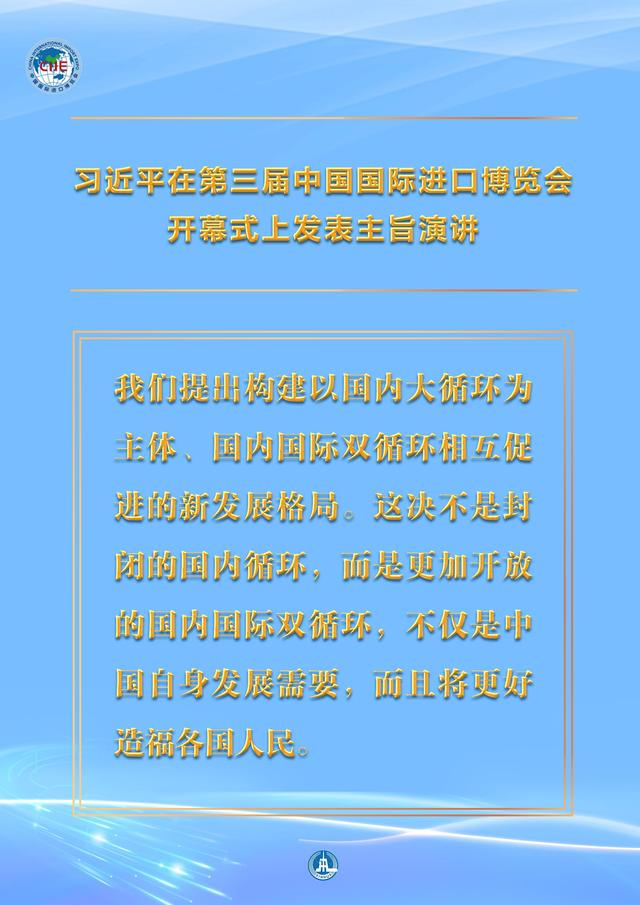 CIIE
习近平在第三届中国国际进口博览会
开幕式上发表主旨演讲
我们提出构建以国内大循环为
主体、国内国际双循环相互促
进的新发展格局。这决不是封
闭的国内循环，而是更加开放
的国内国际双循环，不仅是中
国自身发展需要，而且将更好
造福各国人民。